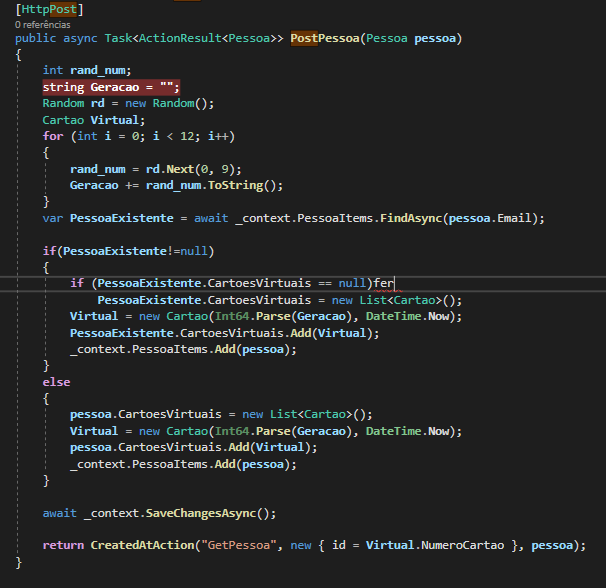 [HttpPost]
0 referências
public async Task<ActionResult<Pessoa>> PostPessoa(Pessoa pessoa)
{
    int rand_num;
    string Geracao = "";
    Random rd = new Random();
    Cartao Virtual;
    for (int i = 0; i < 12; i++)
    {
        rand_num = rd.Next(0, 9);
        Geracao += rand_num.ToString();
    }
    var PessoaExistente = await _context.PessoaItems.FindAsync(pessoa.Email);
    if(PessoaExistente!=null)
    {
        if (PessoaExistente.CartoesVirtuais == null)fer
            PessoaExistente.CartoesVirtuais = new List<Cartao>();
        Virtual = new Cartao(Int64.Parse(Geracao), DateTime.Now);
        PessoaExistente.CartoesVirtuais.Add(Virtual);
        _context.PessoaItems.Add(pessoa);
    }
    else
    {
        pessoa.CartoesVirtuais = new List<Cartao>();
        Virtual = new Cartao(Int64.Parse(Geracao), DateTime.Now);
        pessoa.CartoesVirtuais.Add(Virtual);
        _context.PessoaItems.Add(pessoa);
    }
    await _context.SaveChangesAsync();
    return CreatedAtAction("GetPessoa", new { id = Virtual.NumeroCartao }, pessoa);
}